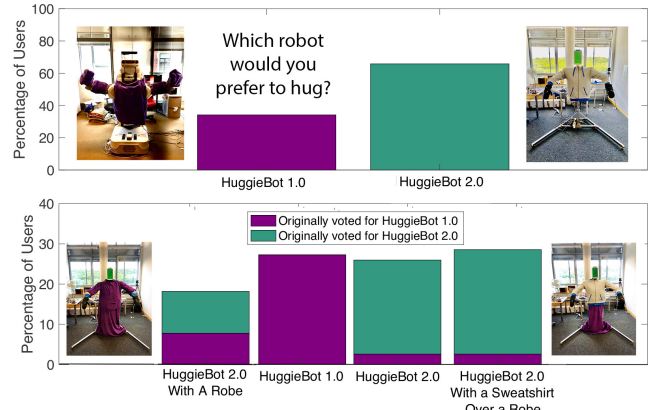 100
80
60
40
20
0
Percentage of Users
Which robot
would you
prefer to hug?
HuggieBot 1.0
HuggieBot 2.0
40
30
20
10
0
Percentage of Users
Originally voted for HuggieBot 1.0
Originally voted for HuggieBot 2.0
HuggieBot 2.0
With A Robe
HuggieBot 1.0
HuggieBot 2.0
HuggieBot 2.0
With a Sweatshirt
Over a Robe